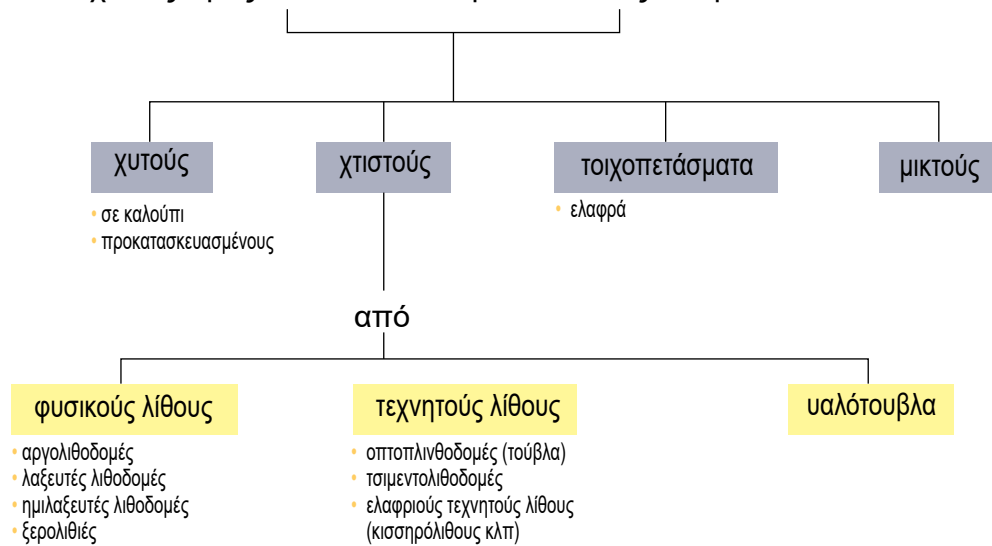 χυτούς
χτιστούς
τοιχοπετάσματα
μικτούς
• σε καλούπι
• προκατασκευασμένους
• ελαφρά
από
φυσικούς λίθους
τεχνητούς λίθους
υαλότουβλα
• αργολιθοδομές
• λαξευτές λιθοδομές
• ημιλαξευτές λιθοδομές
• ξερολιθιές
• οπτοπλινθοδομές (τούβλα)
• τσιμεντολιθοδομές
• ελαφριούς τεχνητούς λίθους
(κισσηρόλιθους κλπ)